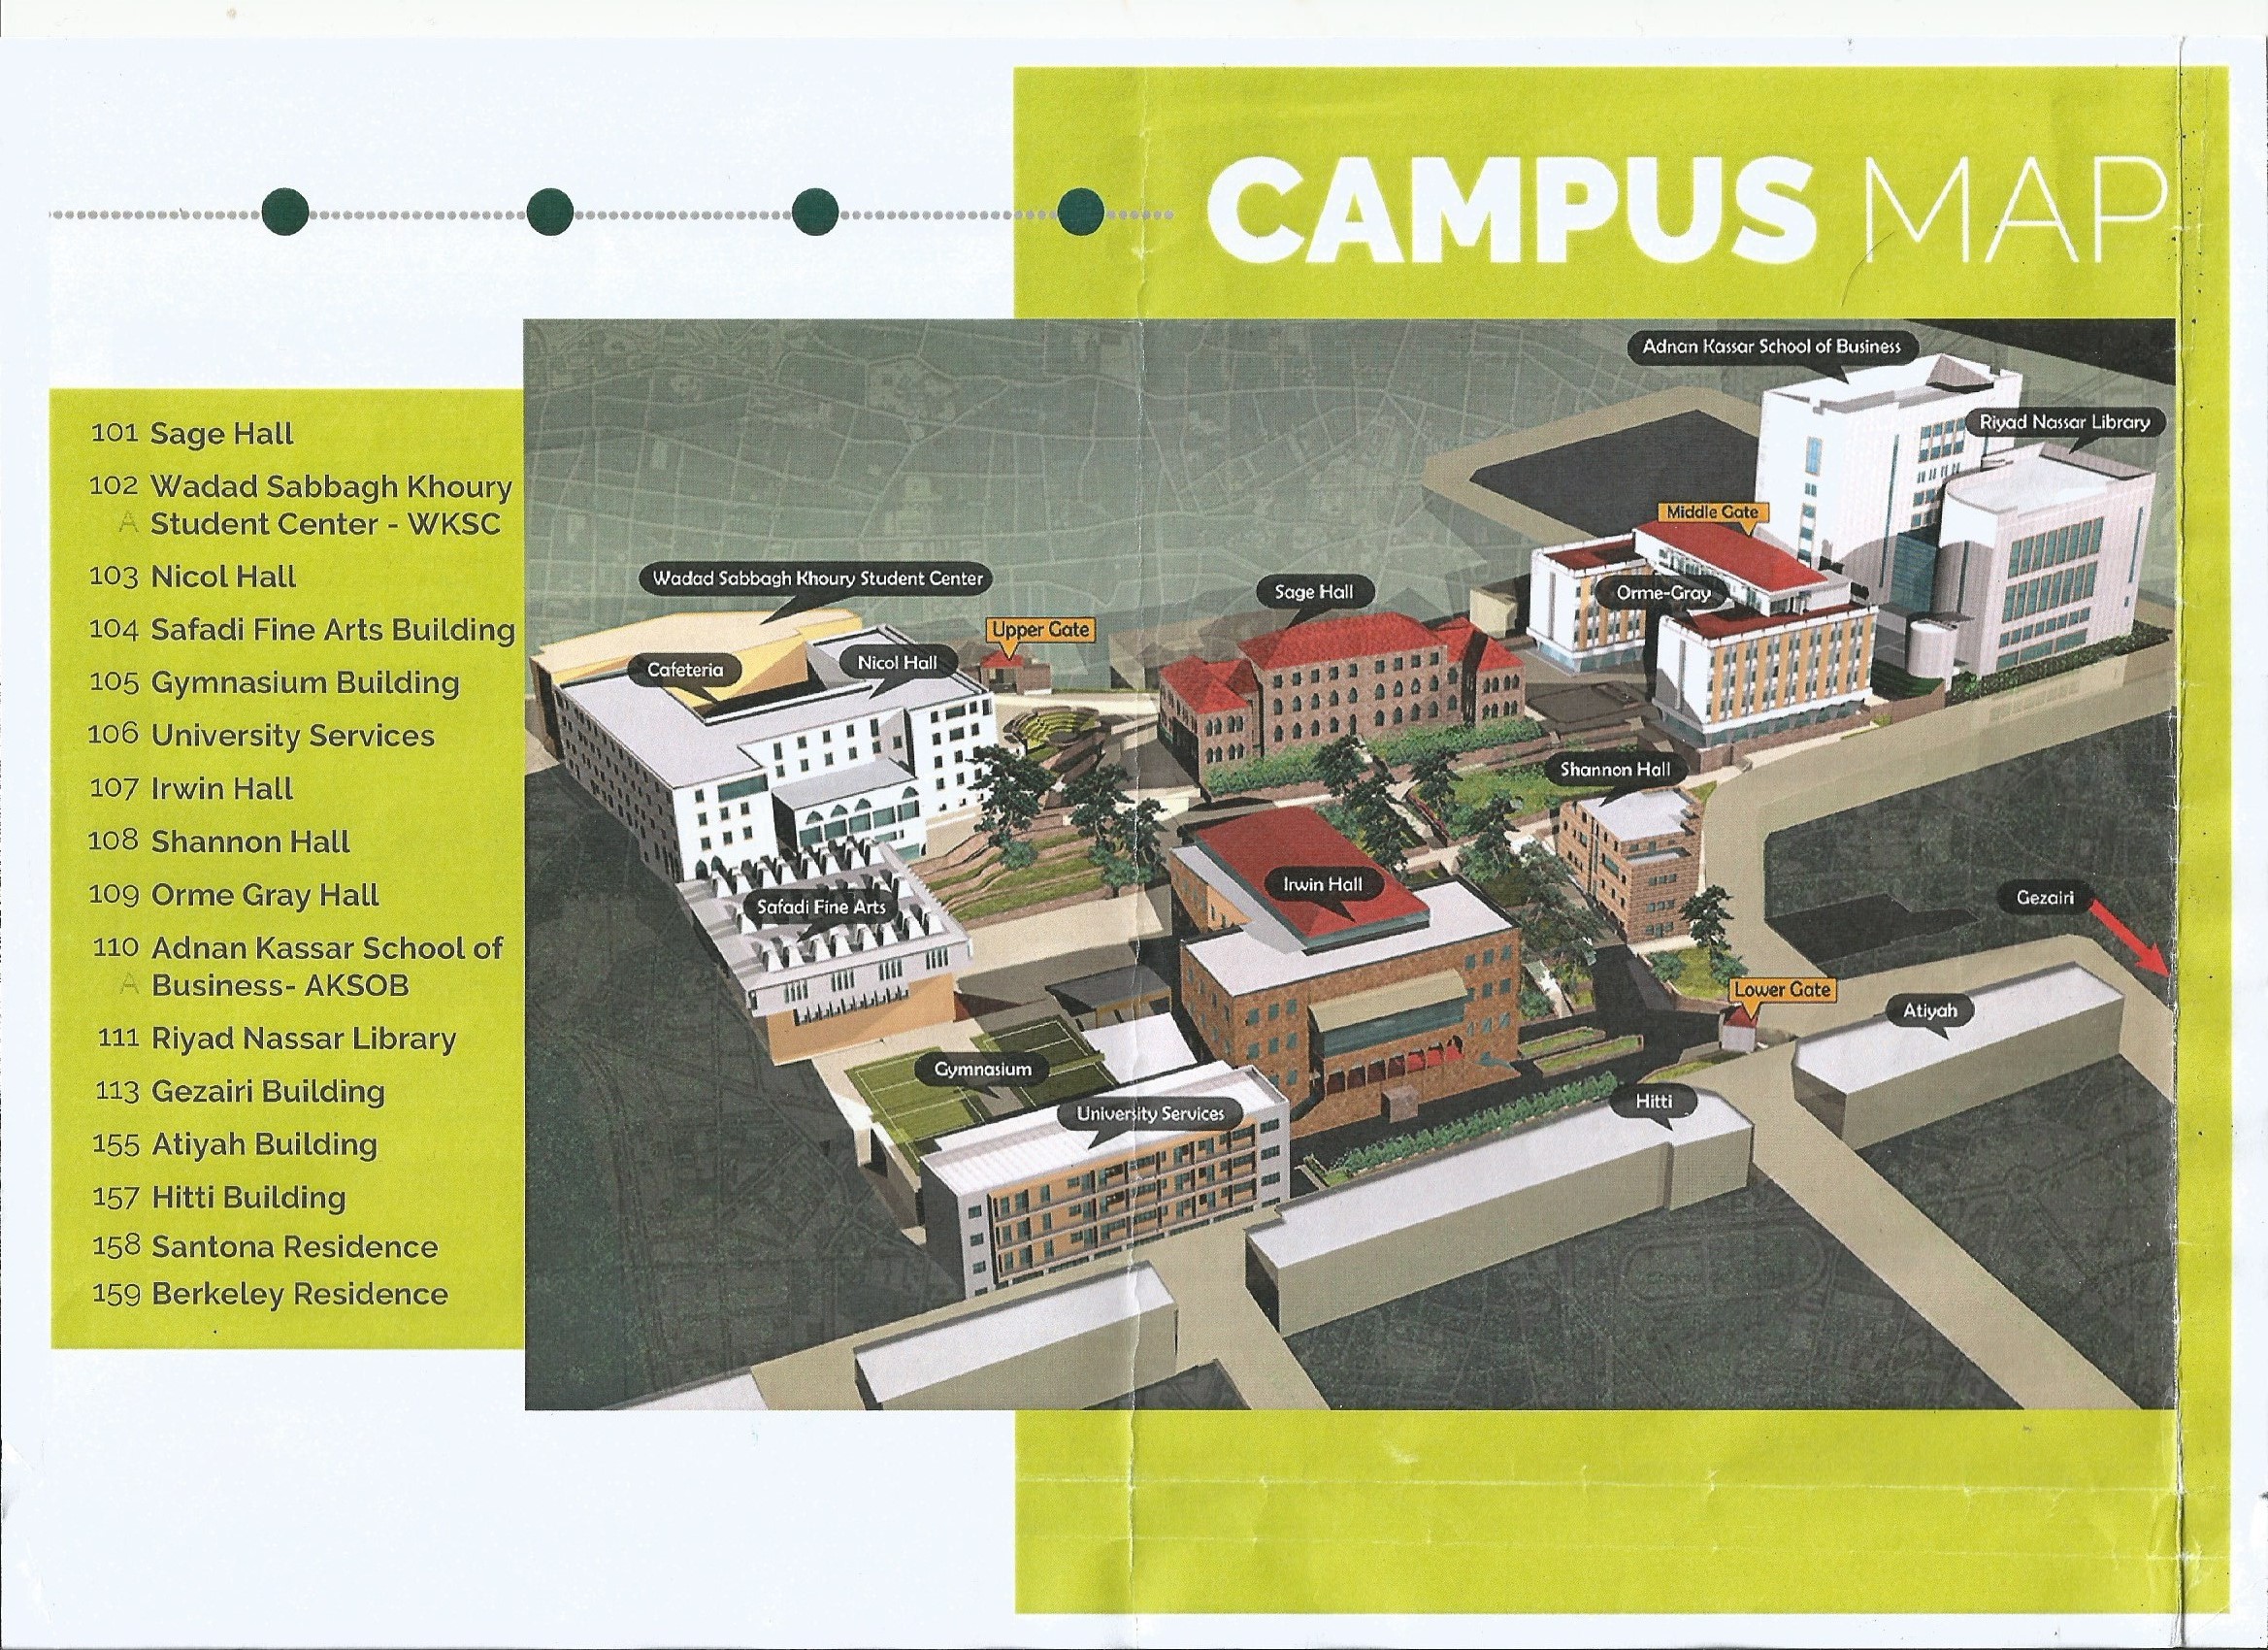 CAMPUS MAP
101 Sage Hall
102 Wadad Sabbagh Khoury
A Student Center - WKSC
103 Nicol Hall
104 Safadi Fine Arts Building
105 Gymnasium Building
106 University Services
107 Irwin Hall
108 Shannon Hall
109 Orme Gray Hall
110 Adnan Kassar School of
A Business- AKSOB
111 Riyad Nassar Library
113 Gezairi Building
155 Atiyah Building
157 Hitti Building
158 Santona Residence
159 Berkeley Residence
Adnan Kassar School of Business
Riyad Nassar Library
Middle Gate
Wadad Sabbagh Khoury Student Center
Sage Hall
Orme-Gray
Upper Gate
Cafeteria
Nicol Hall
Shannon Hall
Irwin Hall
Safadi Fine Arts
Gezairi
Lower Gate
Atiyah
Gymnasium
University Services
Hitti